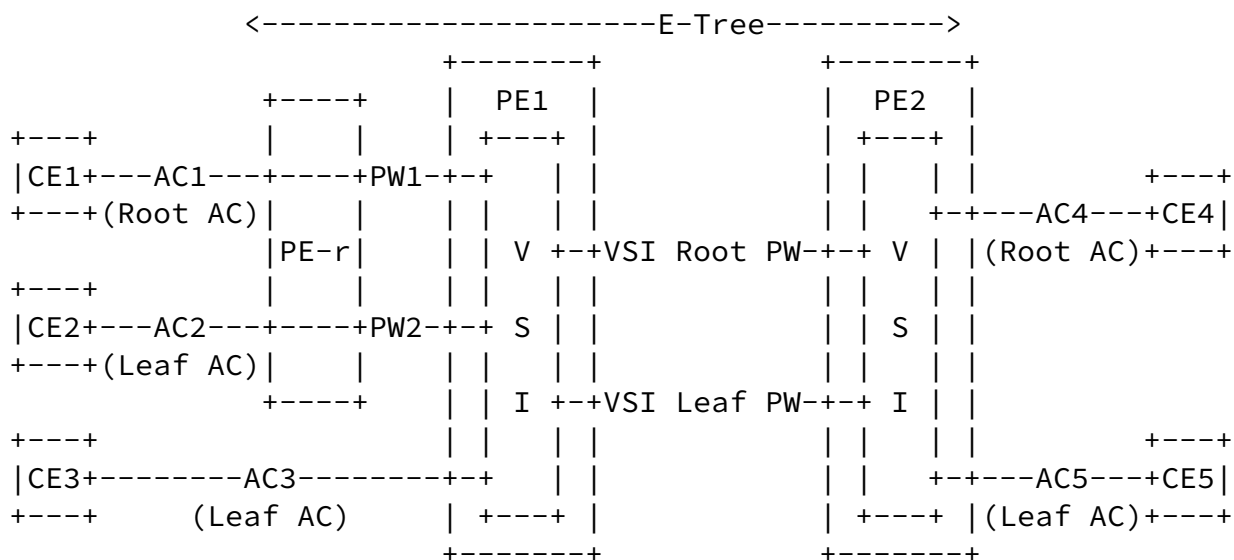 <----------------------E-Tree---------->
                        +-------+            +-------+
              +----+    |  PE1  |            |  PE2  |
+---+         |    |    | +---+ |            | +---+ |
|CE1+---AC1---+----+PW1-+-+   | |            | |   | |         +---+
+---+(Root AC)|    |    | |   | |            | |   +-+---AC4---+CE4|
              |PE-r|    | | V +-+VSI Root PW-+-+ V | |(Root AC)+---+
+---+         |    |    | |   | |            | |   | |
|CE2+---AC2---+----+PW2-+-+ S | |            | | S | |
+---+(Leaf AC)|    |    | |   | |            | |   | |
              +----+    | | I +-+VSI Leaf PW-+-+ I | |
+---+                   | |   | |            | |   | |         +---+
|CE3+--------AC3--------+-+   | |            | |   +-+---AC5---+CE5|
+---+     (Leaf AC)     | +---+ |            | +---+ |(Leaf AC)+---+
                        +-------+            +-------+